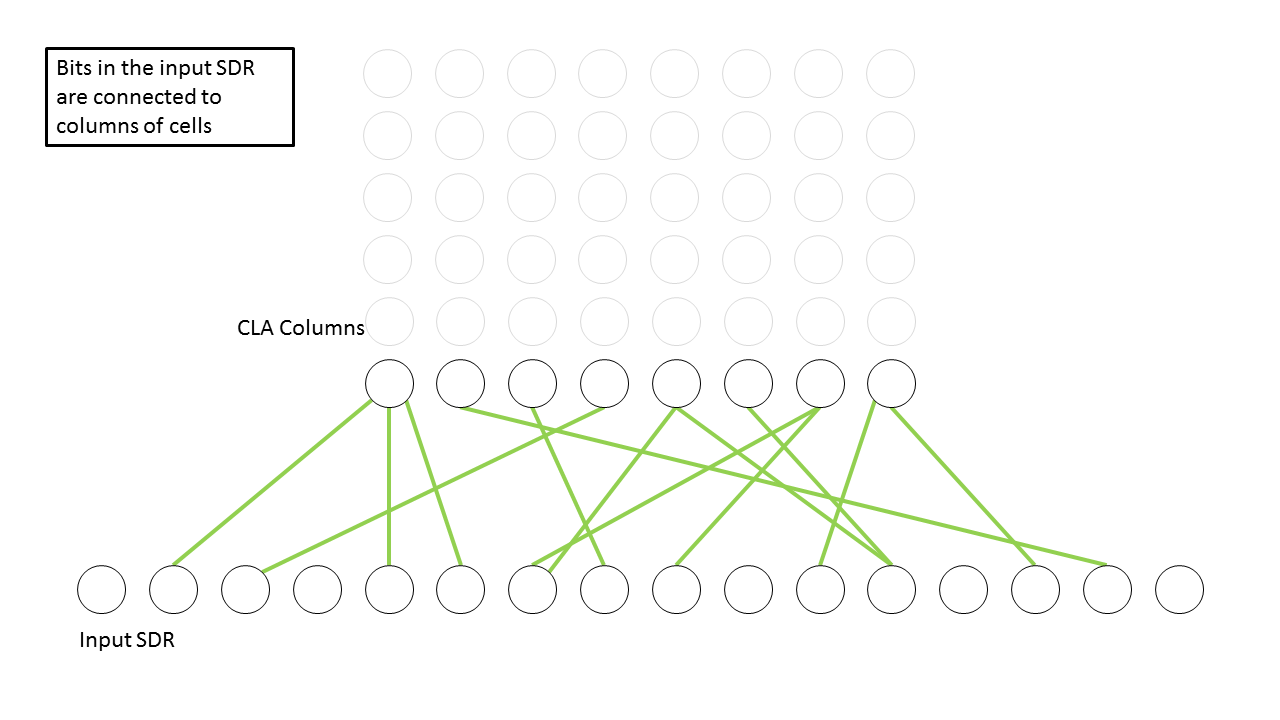 Bits in the input SDR
are connected to
columns of cells
CLA Columns
Input SDR